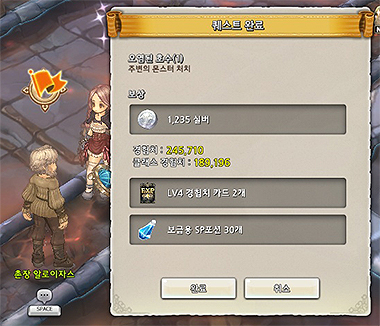 퀘스트 완료
오염된 호수(1)
주변의 몬스터 처치
보상
1,235 실버
경험치 : 245,710
클래스 경험치 : 189,196
LV4 경험치 카드 2개
보급용 SP포션 30개
완료
취소
촌장 알로이자스
SPACE